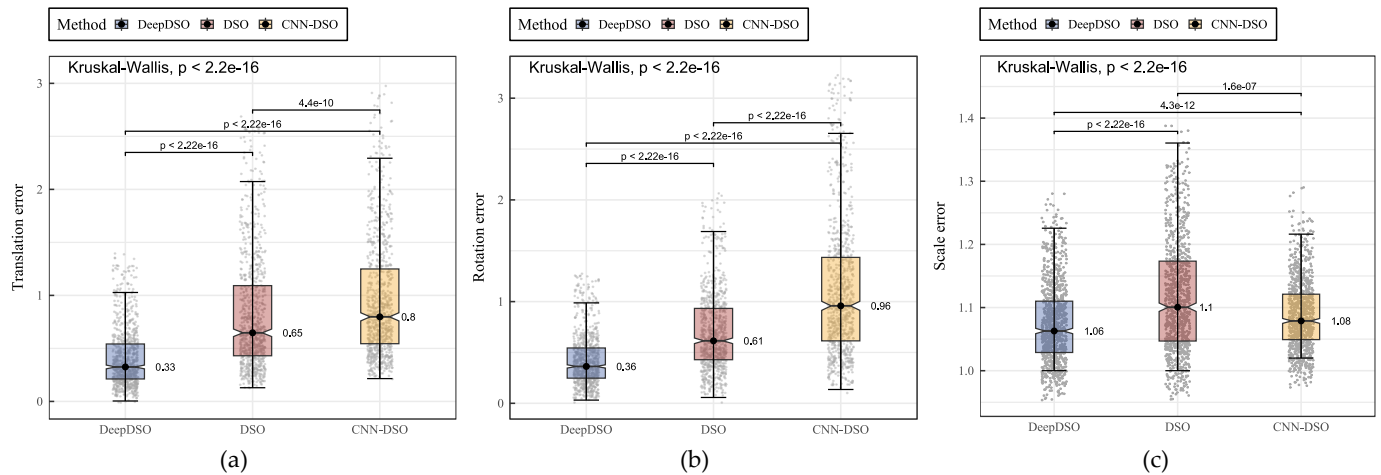 Method DeepDSO DSO CNN-DSO
Kruskal-Wallis, p < 2.2e-16
4.4e-10
p < 2.22e-16
p < 2.22e-16
Translation error
3
2
1
0
0.33
0.65
0.8
DeepDSO DSO CNN-DSO
(a)
Method DeepDSO DSO CNN-DSO
Kruskal-Wallis, p < 2.2e-16
p < 2.22e-16
p < 2.22e-16
p < 2.22e-16
Rotation error
3
2
1
0
0.36
0.61
0.96
DeepDSO DSO CNN-DSO
(b)
Method DeepDSO DSO CNN-DSO
Kruskal-Wallis, p < 2.2e-16
1.6e-07
4.3e-12
p < 2.22e-16
Scale error
1.4
1.3
1.2
1.1
1.0
1.06
1.1
1.08
DeepDSO DSO CNN-DSO
(c)